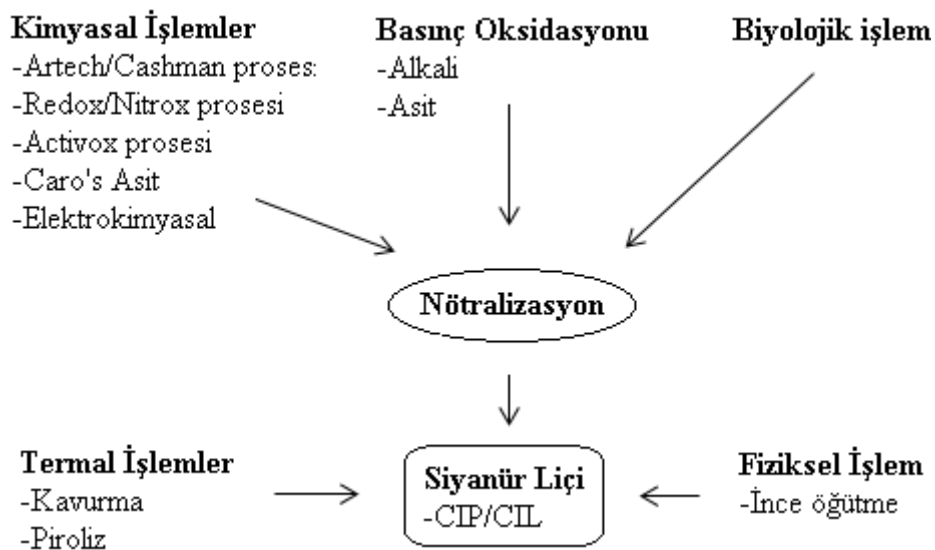 Kimyasal İşlemler
-Artech/Cashman proses:
-Redox/Nitrox prosesi
-Activox prosesi
-Caro's Asit
-Elektrokimyasal
Basınç Oksidasyonu
-Alkali
-Asit
Biyolojik işlem
Nötralizasyon
Termal İşlemler
-Kavurma
-Piroliz
Siyanür Liçi
-CIP/CIL
Fiziksel İşlem
-İnce öğütme